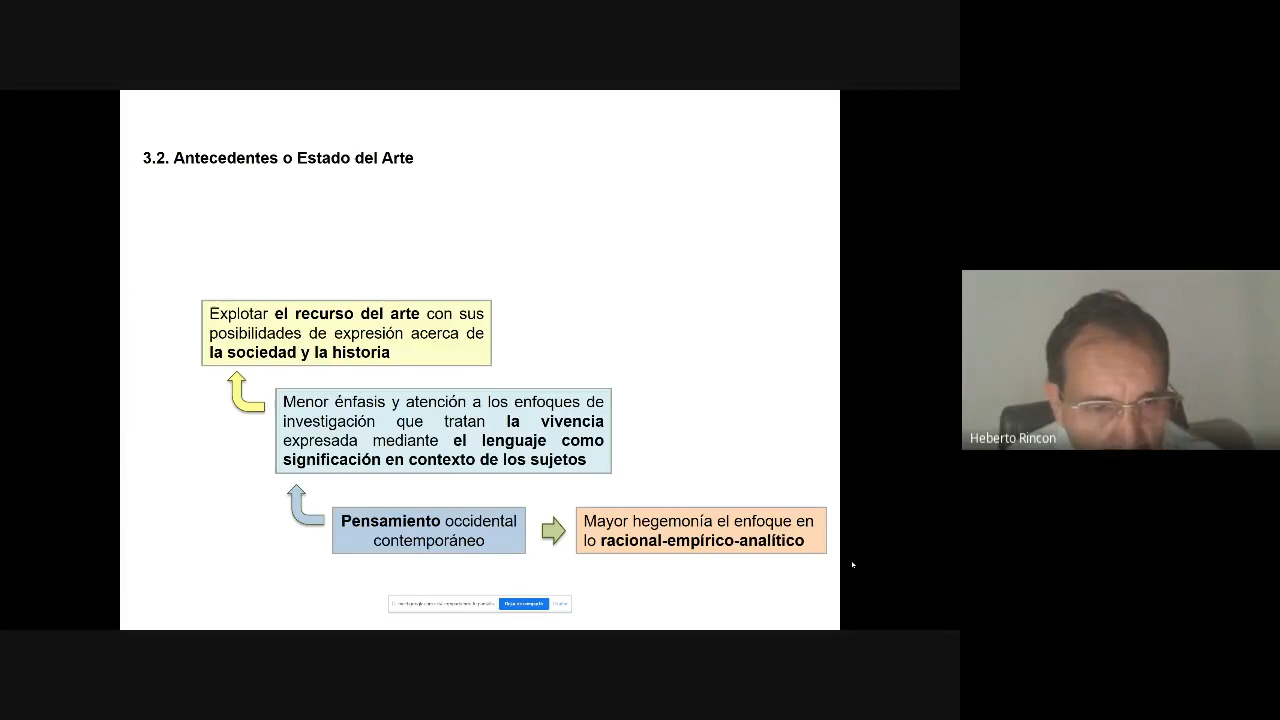 3.2. Antecedentes o Estado del Arte
Explotar el recurso del arte con sus
posibilidades de expresión acerca de
la sociedad y la historia
Menor énfasis y atención a los enfoques de
investigación que tratan la vivencia
expresada mediante el lenguaje como
significación en contexto de los sujetos
Pensamiento occidental
contemporáneo
Mayor hegemonía el enfoque en
lo racional-empírico-analítico
Dejar de compartir
Heberto Rincon